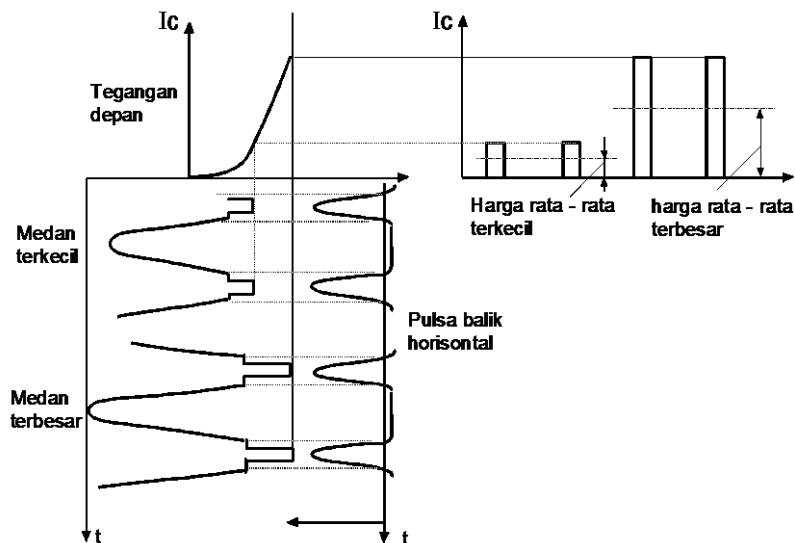 Ic
Ic
Tegangan
depan
Harga rata - rata
terkecil
harga rata - rata
terbesar
Medan
terkecil
Pulsa balik
horisontal
Medan
terbesar
t
t